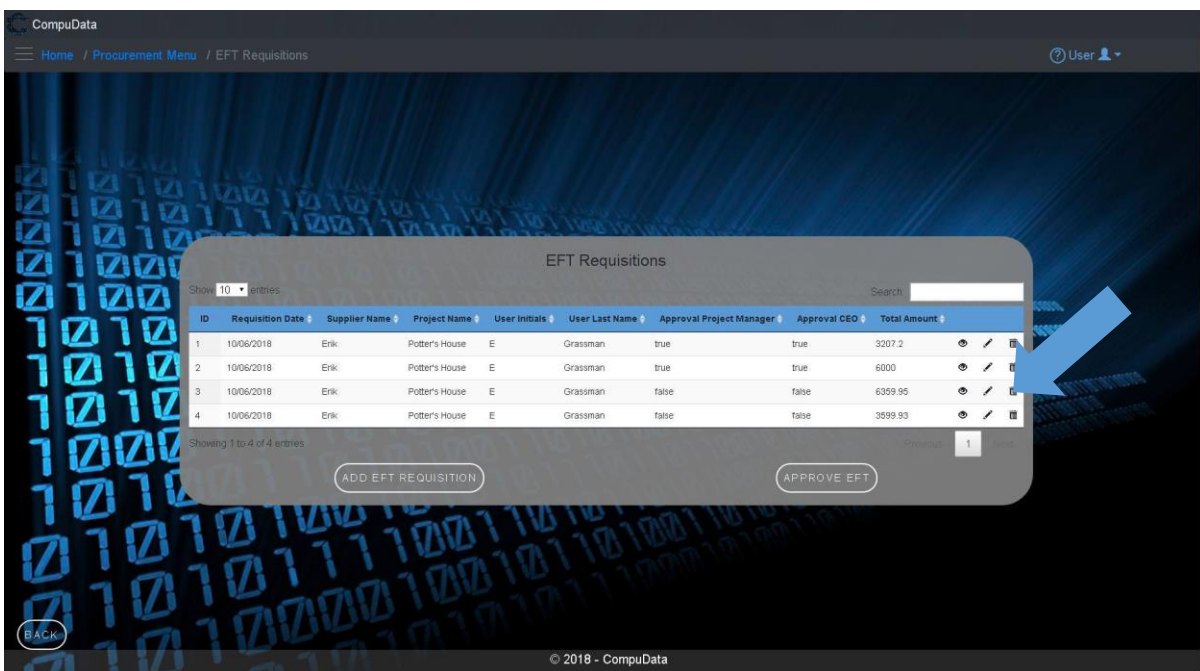 CompuData
Home / Procurement Menu / EFT Requisitions
? User
EFT Requisitions
Show 10 entries
Search:
ID Requisition Date Supplier Name Project Name User Initials User Last Name Approval Project Manager Approval CEO Total Amount
1 10/06/2018 Erik Potter's House E Grassman true true 3207.2
2 10/06/2018 Erik Potter's House E Grassman true true 6000
3 10/06/2018 Erik Potter's House E Grassman false false 6359.95
4 10/06/2018 Erik Potter's House E Grassman false false 3599.93
Showing 1 to 4 of 4 entries
Previous 1 Next
ADD EFT REQUISITION
APPROVE EFT
BACK
© 2018 - CompuData